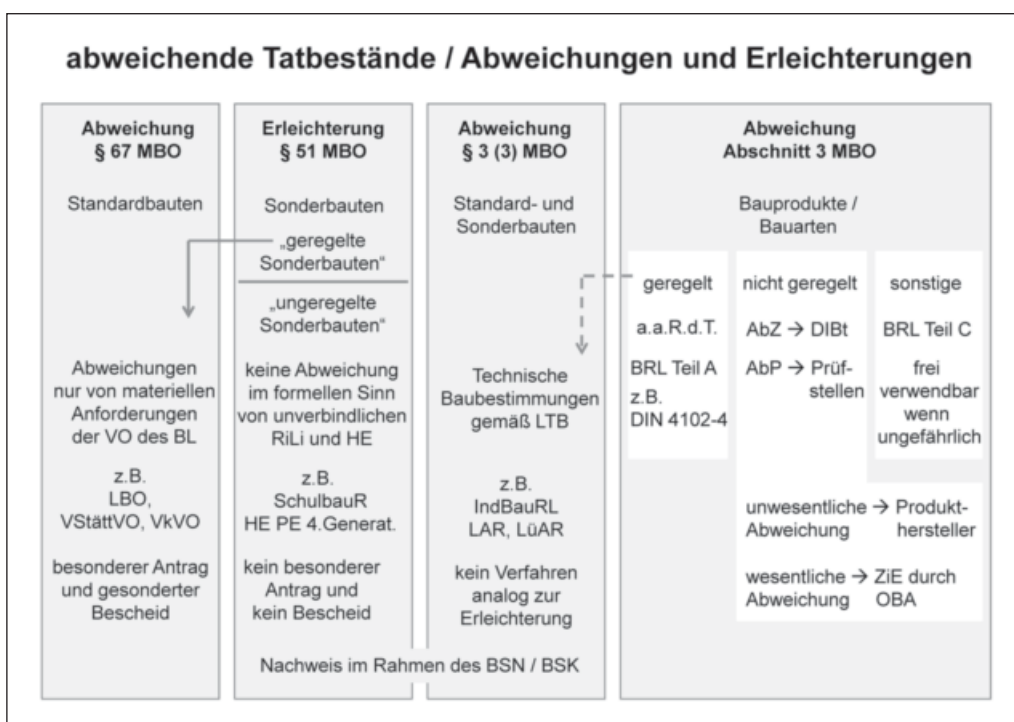 abweichende Tatbestände / Abweichungen und Erleichterungen
Abweichung
§ 67 MBO
Standardbauten
Abweichungen
nur von materiellen
Anforderungen
der VO des BL
z.B.
LBO,
VStättVO, VkVO
besonderer Antrag
und gesonderter
Bescheid
Erleichterung
§ 51 MBO
Sonderbauten
„geregelte
Sonderbauten“
„ungeregelte
Sonderbauten“
keine Abweichung
im formellen Sinn
von unverbindlichen
RiLi und HE
z.B.
SchulbauR
HE PE 4.Generat.
kein besonderer
Antrag und
kein Bescheid
Abweichung
§ 3 (3) MBO
Standard- und
Sonderbauten
Technische
Baubestimmungen
gemäß LTB
z.B.
IndBauRL
LAR, LüAR
kein Verfahren
analog zur
Erleichterung
Nachweis im Rahmen des BSN / BSK
Abweichung
Abschnitt 3 MBO
Bauprodukte /
Bauarten
geregelt
a.a.R.d.T.
BRL Teil A
z.B.
DIN 4102-4
nicht geregelt
AbZ → DIBt
AbP → Prüf-
stellen
sonstige
BRL Teil C
frei
verwendbar
wenn
ungefährlich
unwesentliche → Produkt-
Abweichung hersteller
wesentliche → ZiE durch
Abweichung OBA